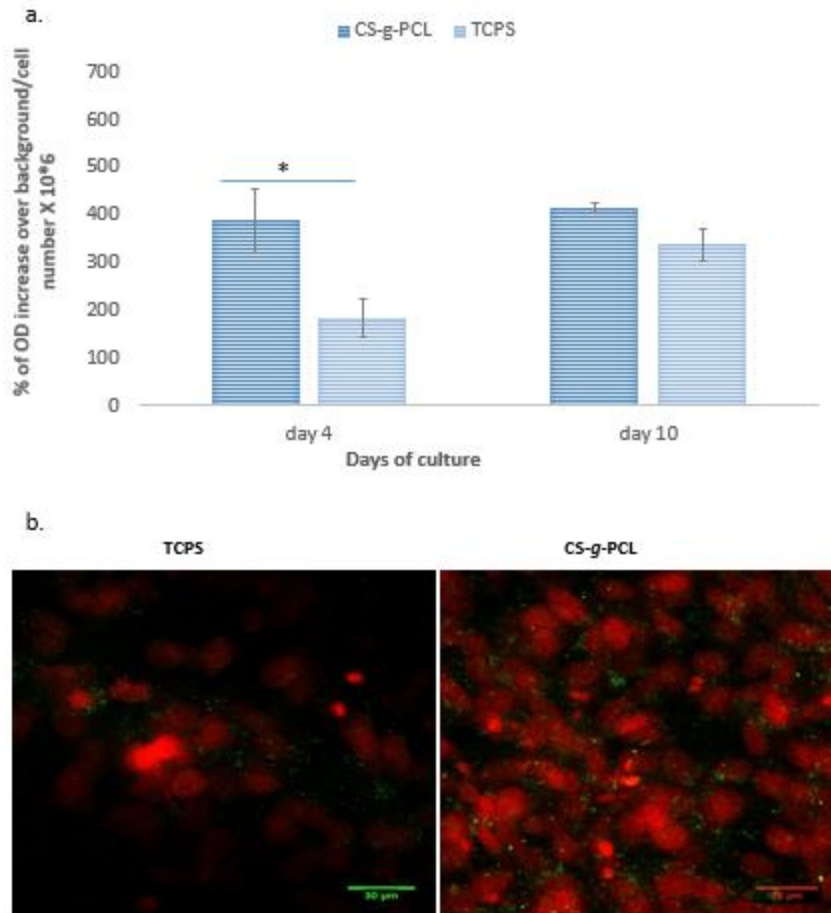 a.
CS-g-PCL TCPS
% of OD increase over background/cell
number X 10*6
700
600
500
400
300
200
100
0
*
day 4 day 10
Days of culture
b.
TCPS CS-g-PCL
30 µm